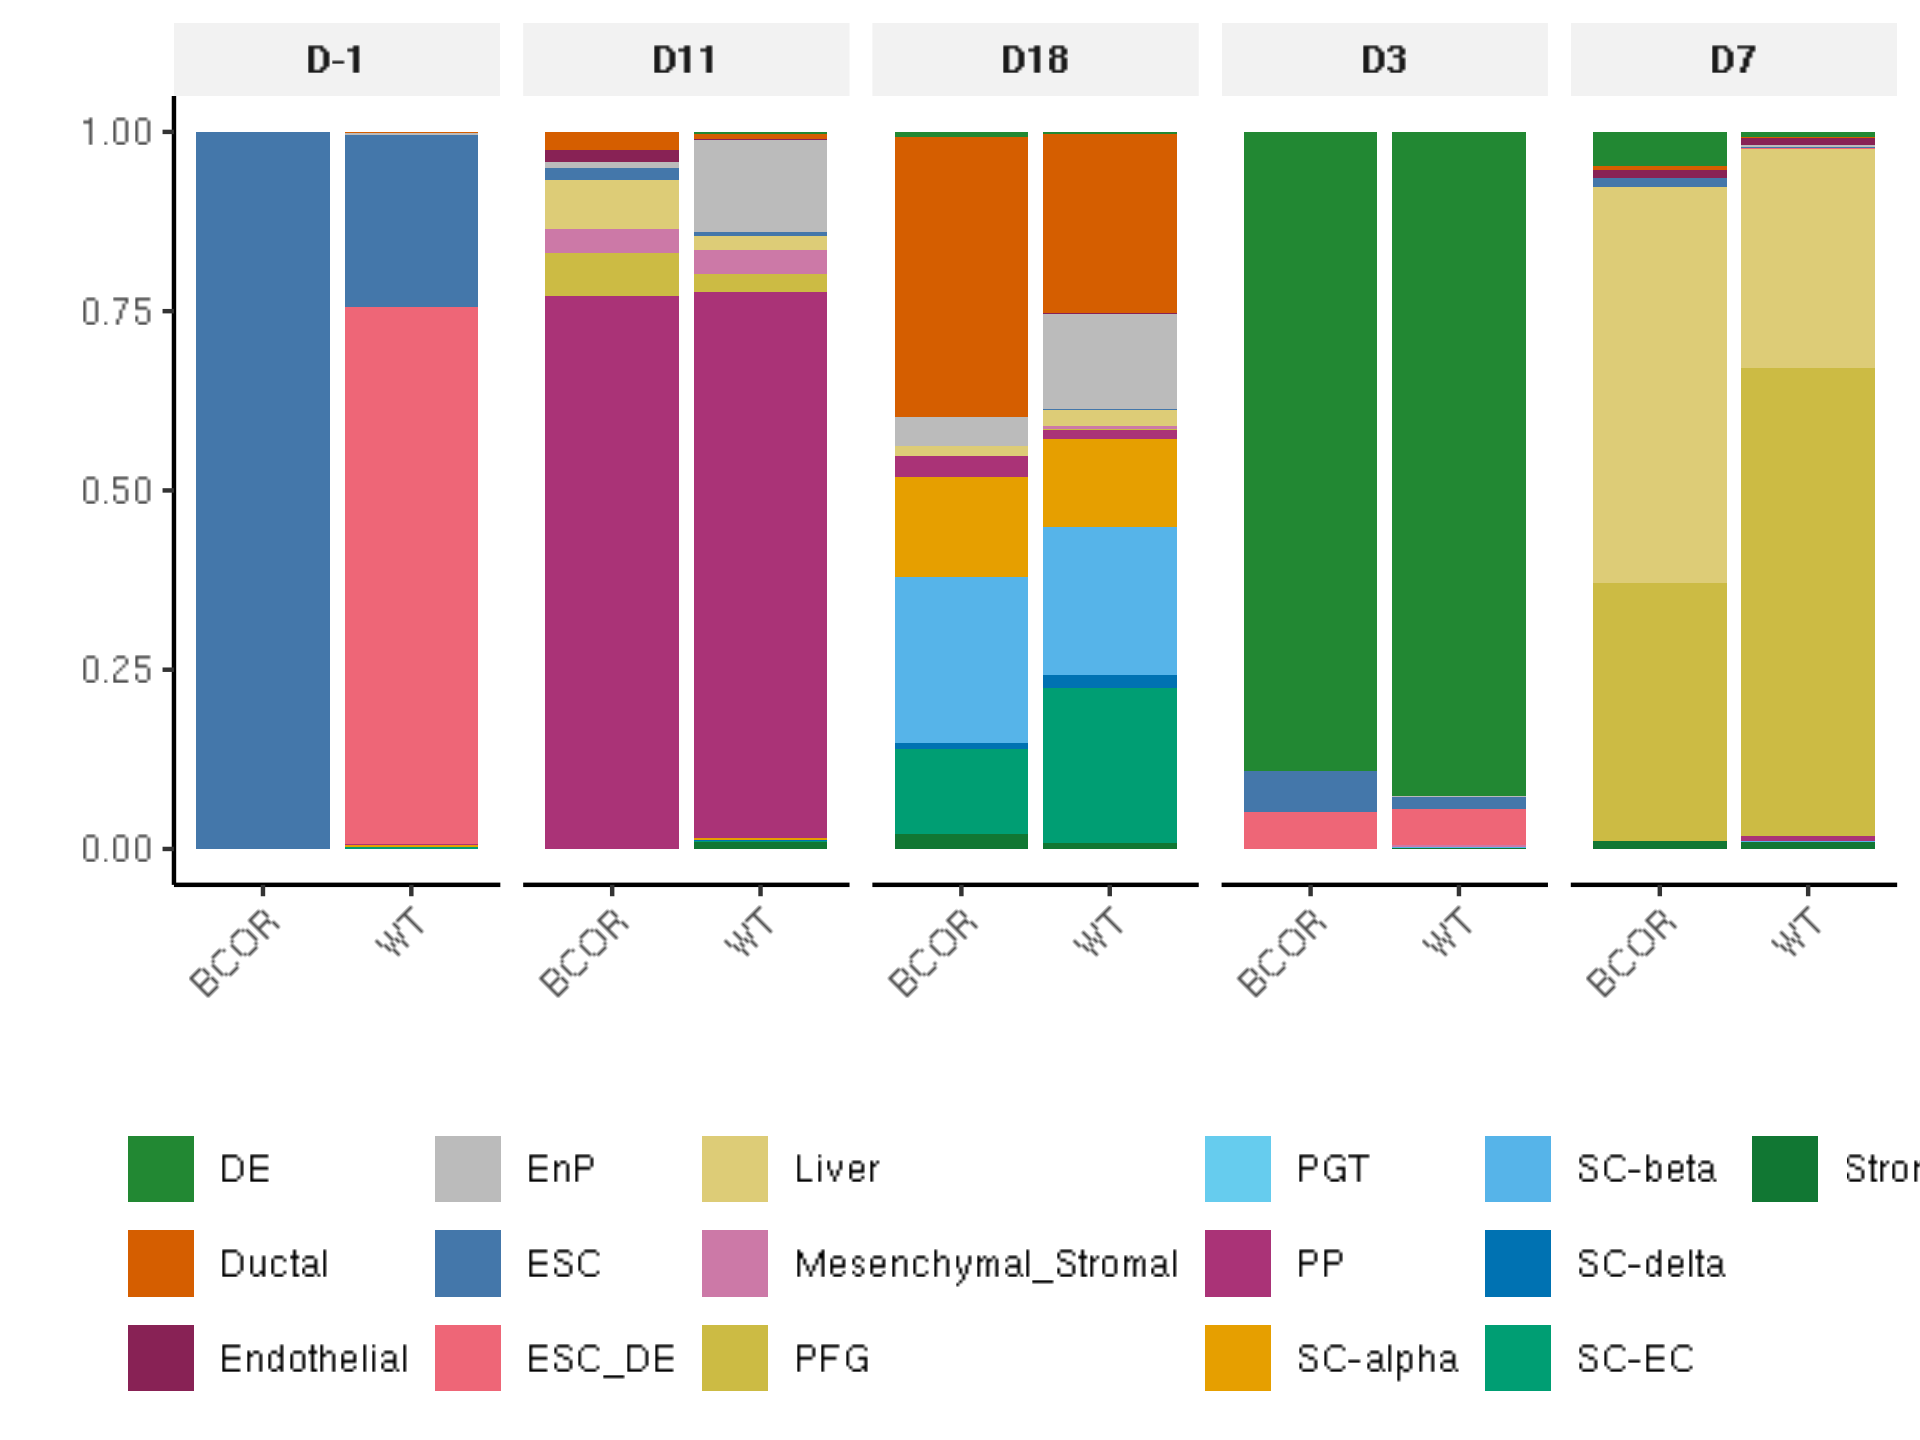 D-1 D11 D18 D3 D7
1.00
0.75
0.50
0.25
0.00
BCOR WT BCOR WT BCOR WT BCOR WT BCOR WT
DE EnP Liver PGT SC-beta
Ductal ESC Mesenchymal_Stromal PP SC-delta
Endothelial ESC_DE PFG SC-alpha SC-EC